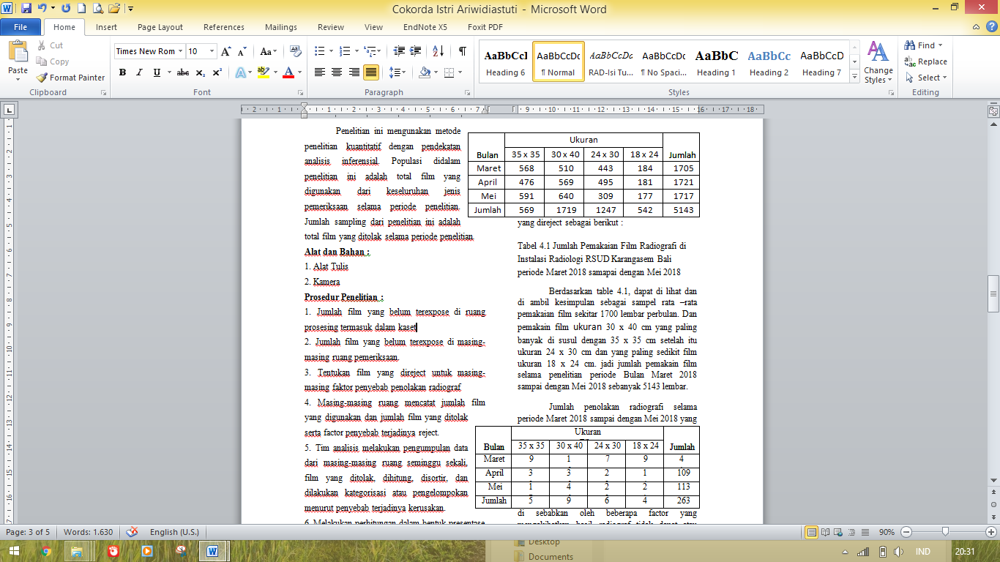 Cokorda Istri Ariwidiastuti - Microsoft Word
File Home Insert Page Layout References Mailings Review View EndNote X5 Foxit PDF
Paste
Cut
Copy
Format Painter
Clipboard
Times New Rom 10
Font
Paragraph
AaBbCcI AaBbCcDc AaBbCcDc AaBbCcDc AaBbC AaBbCc AaBbCcD
Heading 6 ¶ Normal RAD-Isi Tu... ¶ No Spaci... Heading 1 Heading 2 Heading 7
Change Styles
Styles
Find
Replace
Select
Editing
Penelitian ini mengunakan metode
penelitian kuantitatif dengan pendekatan
analisis inferensial. Populasi didalam
penelitian ini adalah total film yang
digunakan dari keseluruhan jenis
pemeriksaan selama periode penelitian.
Jumlah sampling dari penelitian ini adalah
total film yang ditolak selama periode penelitian.
Alat dan Bahan :
1. Alat Tulis
2. Kamera
Prosedur Penelitian :
1. Jumlah film yang belum terexpose di ruang
prosesing termasuk dalam kaset
2. Jumlah film yang belum terexpose di masing-
masing ruang pemeriksaan.
3. Tentukan film yang direject untuk masing-
masing faktor penyebab penolakan radiograf
4. Masing-masing ruang mencatat jumlah film
yang digunakan dan jumlah film yang ditolak
serta factor penyebab terjadinya reject.
5. Tim analisis melakukan pengumpulan data
dari masing-masing ruang seminggu sekali,
film yang ditolak, dihitung, disortir, dan
dilakukan kategorisasi atau pengelompokan
menurut penyebab terjadinya kerusakan.
6. Melakukan perhitungan dalam bentuk presentase
Bulan Ukuran Jumlah
35 x 35 30 x 40 24 x 30 18 x 24
Maret 568 510 443 184 1705
April 476 569 495 181 1721
Mei 591 640 309 177 1717
Jumlah 569 1719 1247 542 5143
yang direject sebagai berikut :
Tabel 4.1 Jumlah Pemakaian Film Radiografi di
Instalasi Radiologi RSUD Karangasem Bali
periode Maret 2018 samapai dengan Mei 2018
Berdasarkan table 4.1, dapat di lihat dan
di ambil kesimpulan sebagai sampel rata –rata
pemakaian film sekitar 1700 lembar perbulan. Dan
pemakain film ukuran 30 x 40 cm yang paling
banyak di susul dengan 35 x 35 cm setelah itu
ukuran 24 x 30 cm dan yang paling sedikit film
ukuran 18 x 24 cm. jadi jumlah pemakain film
selama penelitian periode Bulan Maret 2018
sampai dengan Mei 2018 sebanyak 5143 lembar.
Jumlah penolakan radiografi selama
periode Maret 2018 sampai dengan Mei 2018 yang
Bulan Ukuran Jumlah
35 x 35 30 x 40 24 x 30 18 x 24
Maret 9 1 7 9 4
April 3 3 2 1 109
Mei 1 4 2 2 113
Jumlah 5 9 6 4 263
di sebabkan oleh beberapa factor yang
Page: 3 of 5 Words: 1.630 English (U.S.) 90%
Desktop
Documents
IND 20:31